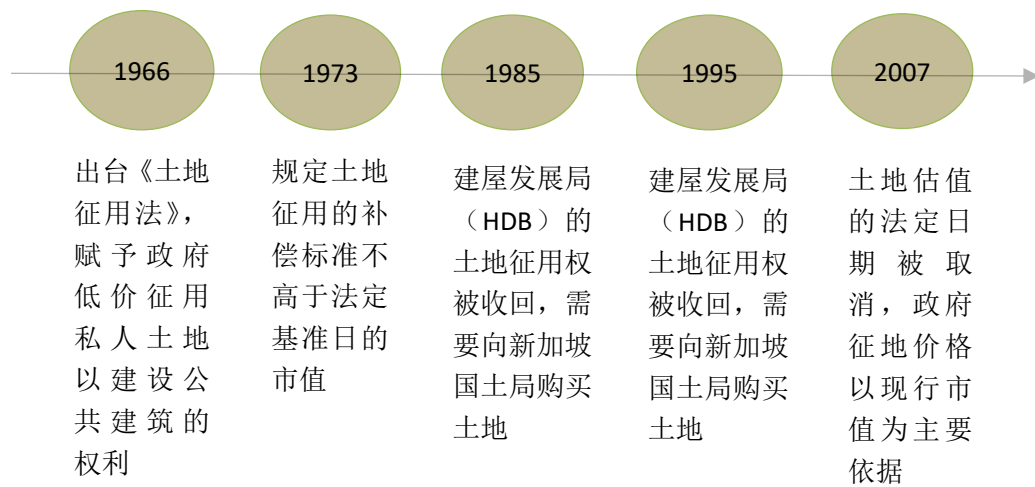 1966
1973
1985
1995
2007
出台《土地
征用法》，
赋予政府
低价征用
私人土地
以建设公
共建筑的
权利
规定土地
征用的补
偿标准不
高于法定
基准日的
市值
建屋发展局
（HDB）的
土地征用权
被收回，需
要向新加坡
国土局购买
土地
建屋发展局
（HDB）的
土地征用权
被收回，需
要向新加坡
国土局购买
土地
土地估值
的法定日
期被取
消，政府
征地价格
以现行市
值为主要
依据